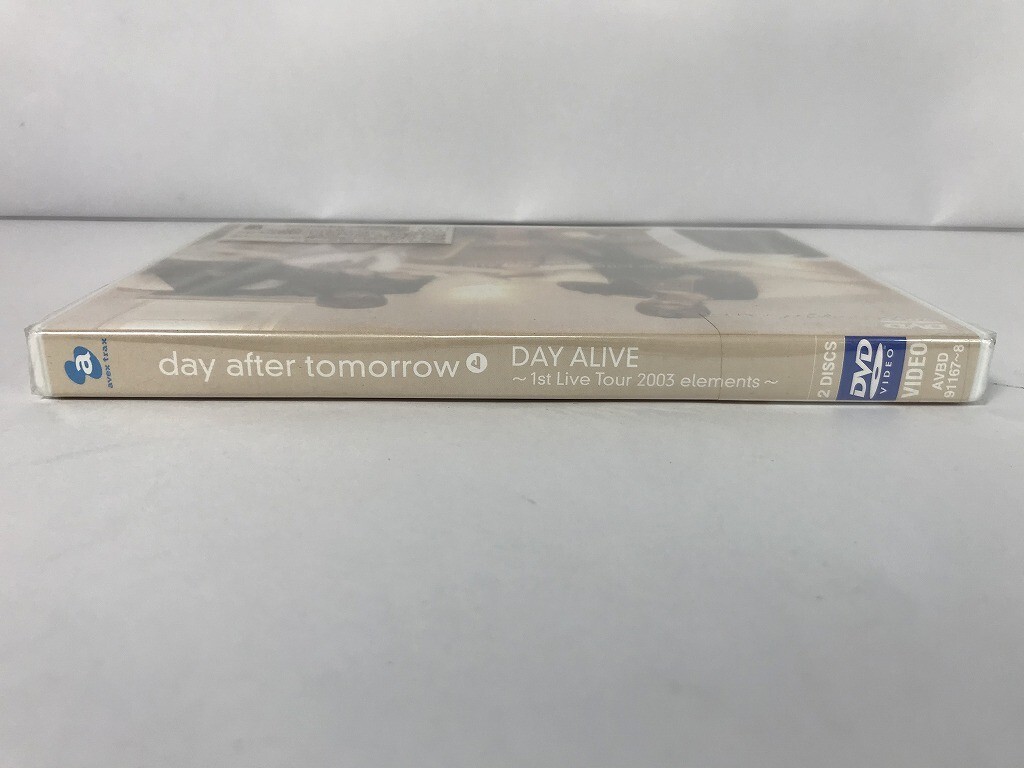 a
avex trax
day after tomorrow
DAY ALIVE
～1st Live Tour 2003 elements～
2 DISCS
DVD
VIDEO
VIDEO
AVBD
91167~8
DVD